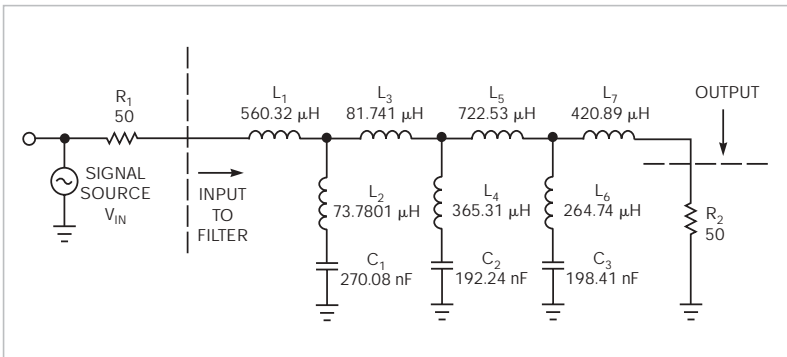 R1
50
L1
560.32 μH
L3
81.741 μH
L5
722.53 μH
L7
420.89 μH
OUTPUT
SIGNAL
SOURCE
VIN
INPUT
TO
FILTER
L2
73.7801 μH
L4
365.31 μH
L6
264.74 μH
R2
50
C1
270.08 nF
C2
192.24 nF
C3
198.41 nF